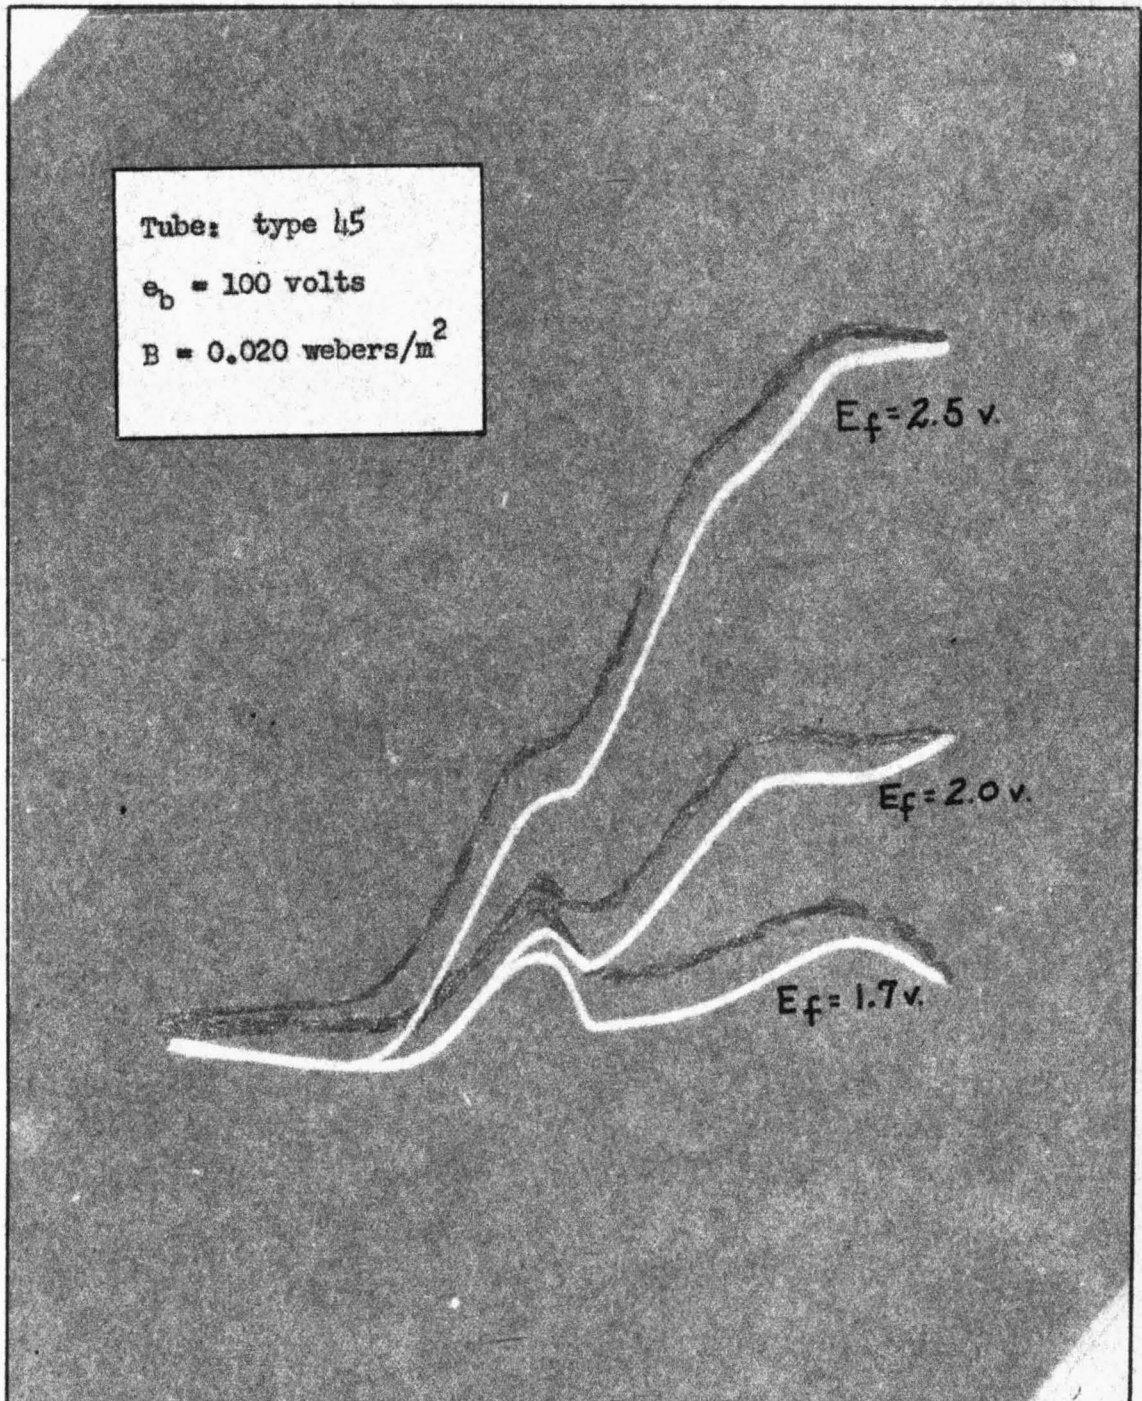 Tube: type 45
e_b = 100 volts
B = 0.020 webers/m²
E_f = 2.5 v.
E_f = 2.0 v.
E_f = 1.7 v.